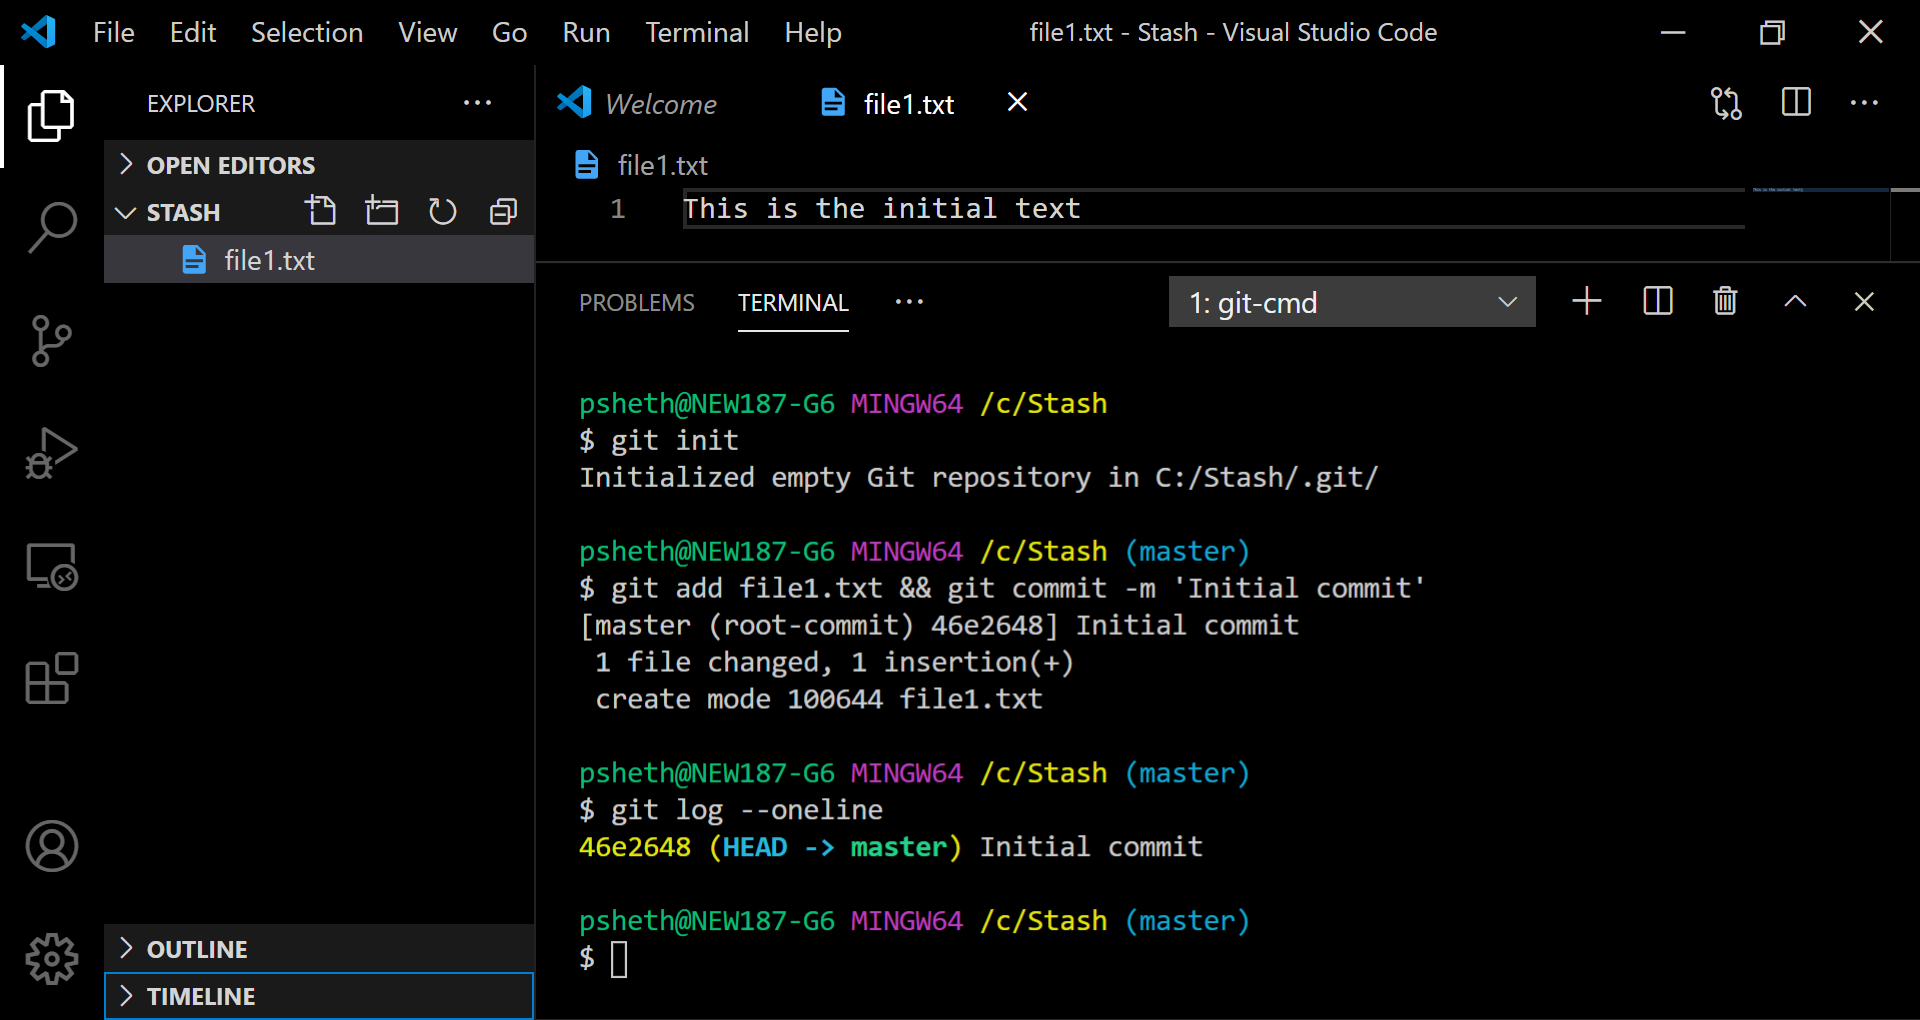 File Edit Selection View Go Run Terminal Help
file1.txt - Stash - Visual Studio Code
EXPLORER
OPEN EDITORS
STASH
file1.txt
OUTLINE
TIMELINE
Welcome
file1.txt
file1.txt
1 This is the initial text
PROBLEMS TERMINAL
1: git-cmd
psheth@NEW187-G6 MINGW64 /c/Stash
$ git init
Initialized empty Git repository in C:/Stash/.git/
psheth@NEW187-G6 MINGW64 /c/Stash (master)
$ git add file1.txt && git commit -m 'Initial commit'
[master (root-commit) 46e2648] Initial commit
1 file changed, 1 insertion(+)
create mode 100644 file1.txt
psheth@NEW187-G6 MINGW64 /c/Stash (master)
$ git log --oneline
46e2648 (HEAD -> master) Initial commit
psheth@NEW187-G6 MINGW64 /c/Stash (master)
$